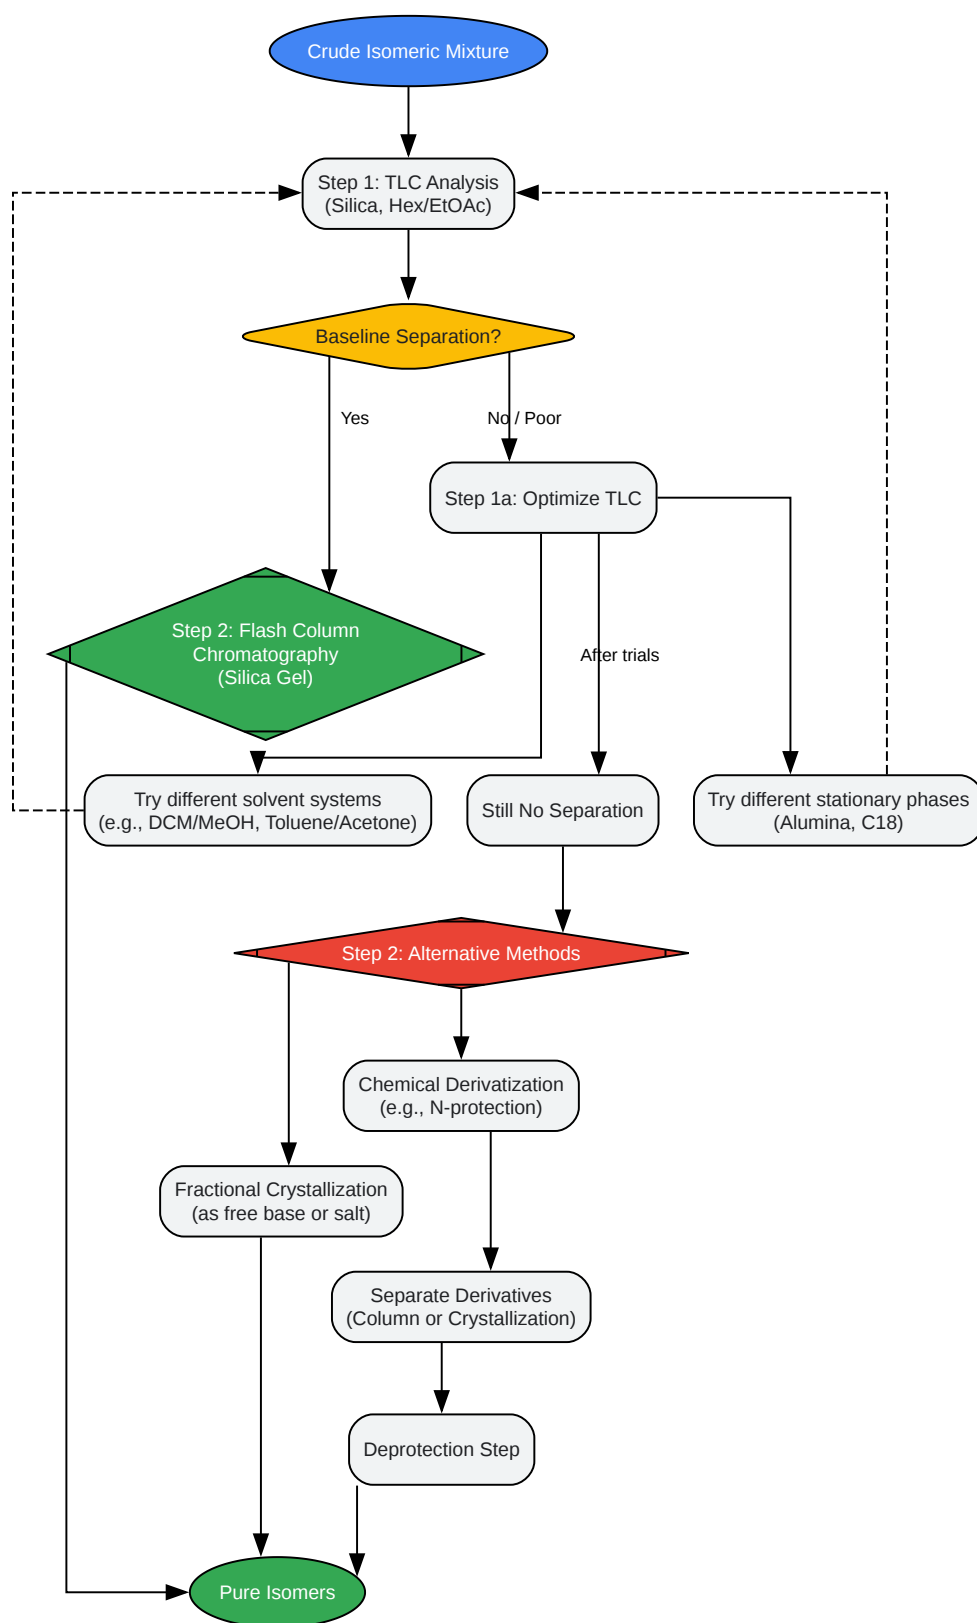 Crude Isomeric Mixture
Step 1: TLC Analysis
(Silica, Hex/EtOAc)
Baseline Separation?
Yes
No / Poor
Step 1a: Optimize TLC
Step 2: Flash Column
Chromatography
(Silica Gel)
After trials
Try different solvent systems
(e.g., DCM/MeOH, Toluene/Acetone)
Still No Separation
Try different stationary phases
(Alumina, C18)
Step 2: Alternative Methods
Chemical Derivatization
(e.g., N-protection)
Fractional Crystallization
(as free base or salt)
Separate Derivatives
(Column or Crystallization)
Deprotection Step
Pure Isomers